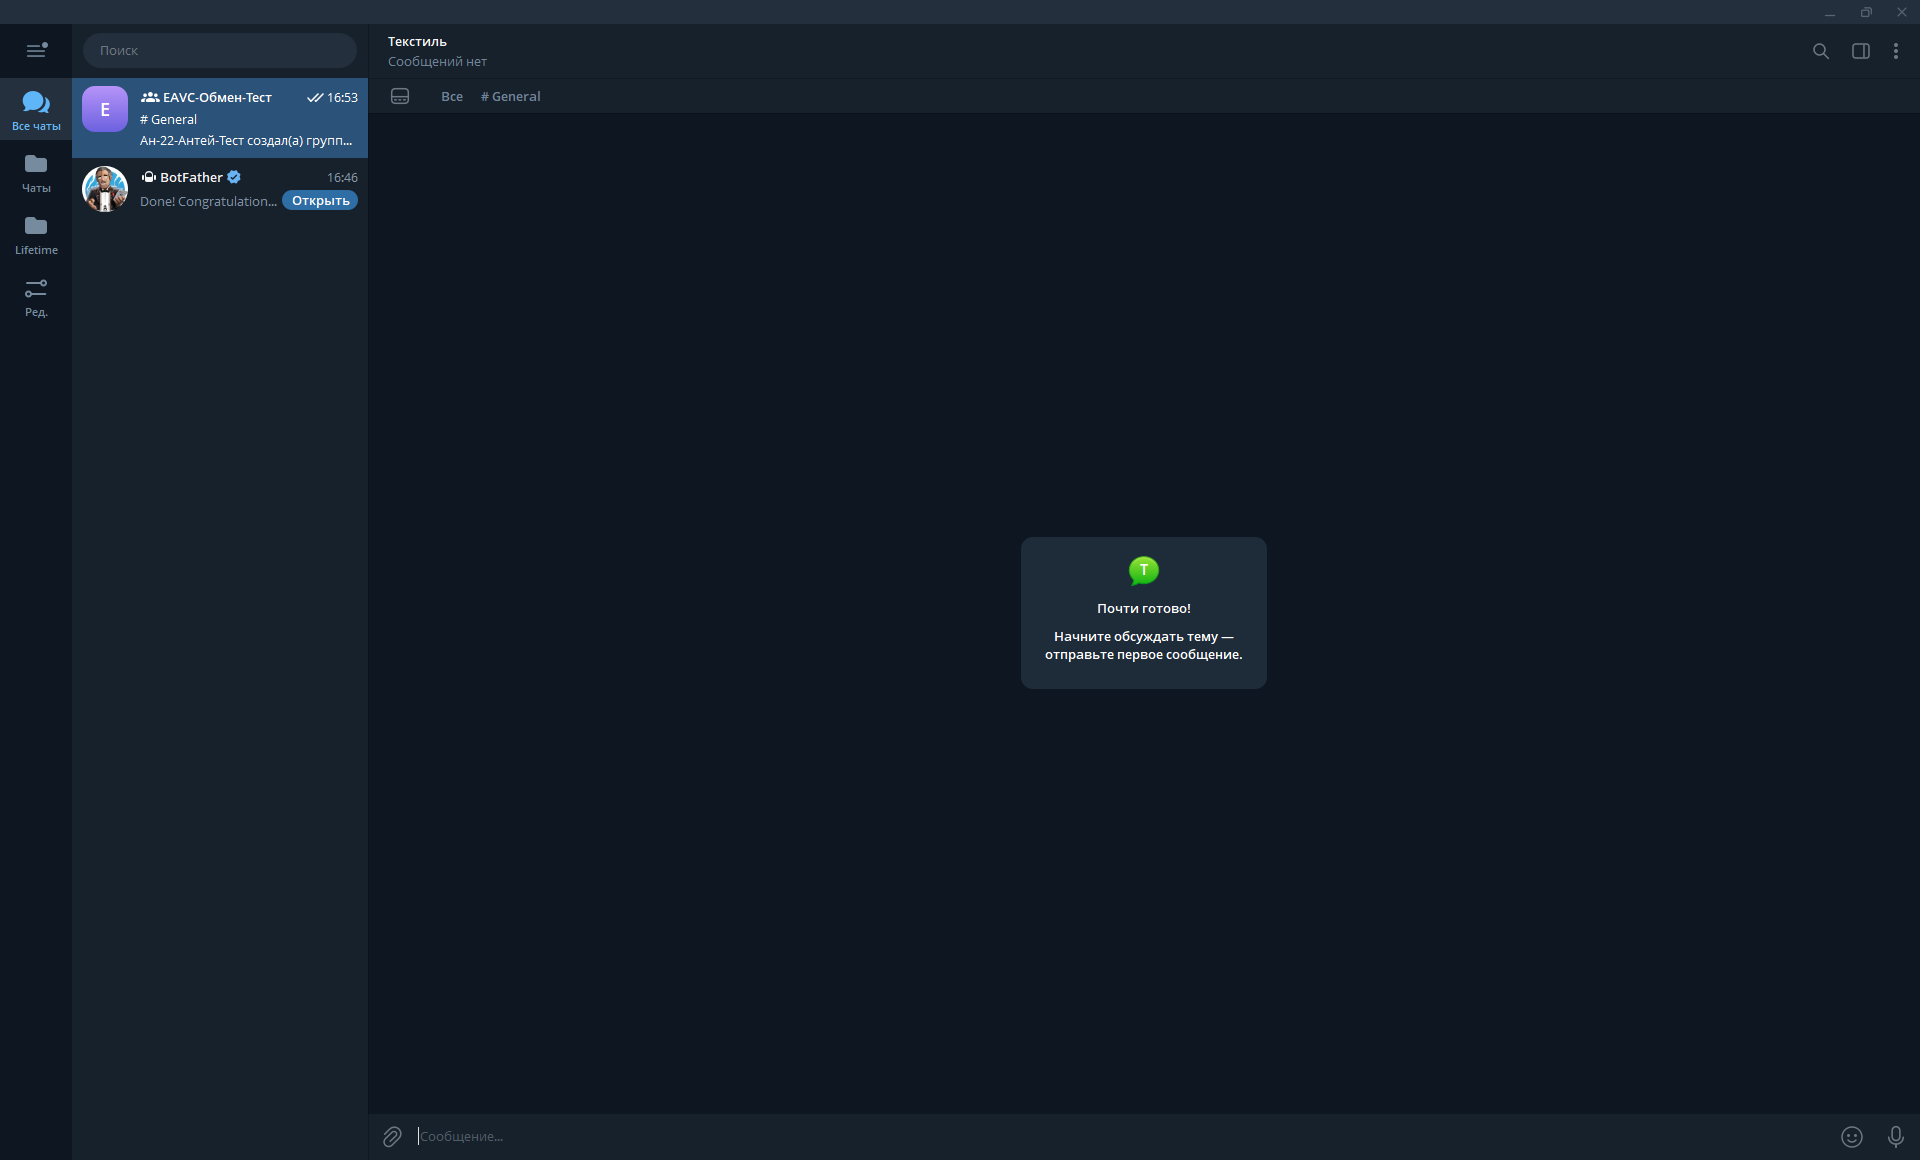 Поиск
Все чаты
Чаты
Lifetime
Ред.
E
EAVC-Обмен-Тест
16:53
# General
Ан-22-Антей-Тест создал(а) групп...
BotFather
16:46
Done! Congratulation...
Открыть
Текстиль
Сообщений нет
Все
# General
T
Почти готово!
Начните обсуждать тему —
отправьте первое сообщение.
Сообщение...